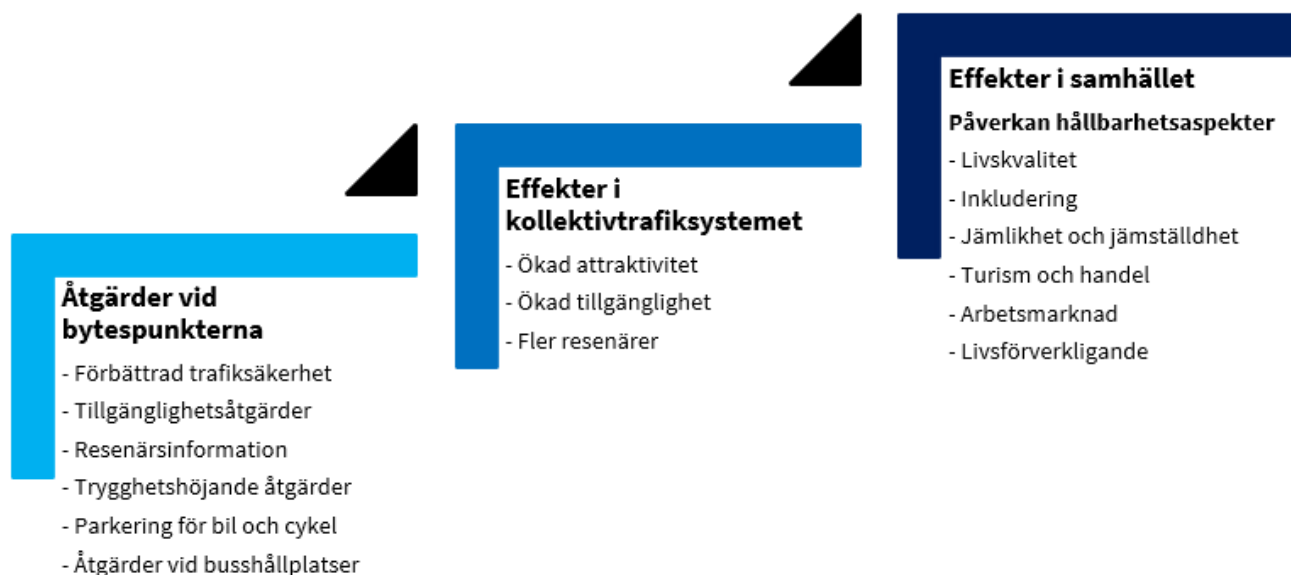 Åtgärder vid
bytespunkterna
- Förbättrad trafiksäkerhet
- Tillgänglighetsåtgärder
- Resenärsinformation
- Trygghetshöjande åtgärder
- Parkering för bil och cykel
- Åtgärder vid busshållplatser
Effekter i
kollektivtrafiksystemet
- Ökad attraktivitet
- Ökad tillgänglighet
- Fler resenärer
Effekter i samhället
Påverkan hållbarhetsaspekter
- Livskvalitet
- Inkludering
- Jämlikhet och jämställdhet
- Turism och handel
- Arbetsmarknad
- Livsförverkligande